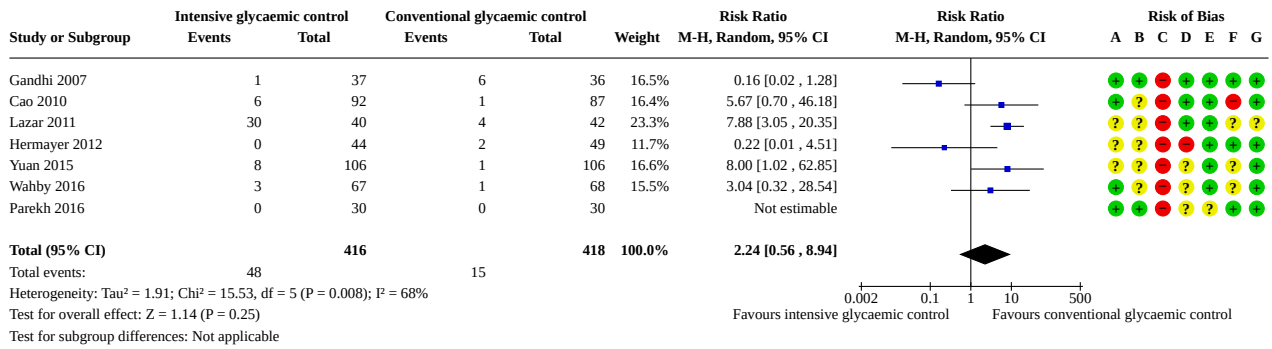 Intensive glycaemic control Conventional glycaemic control Risk Ratio Risk Ratio Risk of Bias
Study or Subgroup Events Total Events Total Weight M-H, Random, 95% CI M-H, Random, 95% CI A B C D E F G
Gandhi 2007 1 37 6 36 16.5% 0.16 [0.02 , 1.28] + + − + + + +
Cao 2010 6 92 1 87 16.4% 5.67 [0.70 , 46.18] + ? − + + − +
Lazar 2011 30 40 4 42 23.3% 7.88 [3.05 , 20.35] ? ? − + + ? ?
Hermayer 2012 0 44 2 49 11.7% 0.22 [0.01 , 4.51] ? ? − − + + +
Yuan 2015 8 106 1 106 16.6% 8.00 [1.02 , 62.85] ? ? − ? + ? +
Wahby 2016 3 67 1 68 15.5% 3.04 [0.32 , 28.54] + ? − ? + ? +
Parekh 2016 0 30 0 30 Not estimable + + − ? ? + +
Total (95% CI) 416 418 100.0% 2.24 [0.56 , 8.94]
Total events: 48 15
Heterogeneity: Tau² = 1.91; Chi² = 15.53, df = 5 (P = 0.008); I² = 68%
0.002 0.1 1 10 500
Test for overall effect: Z = 1.14 (P = 0.25)
Favours intensive glycaemic control Favours conventional glycaemic control
Test for subgroup differences: Not applicable